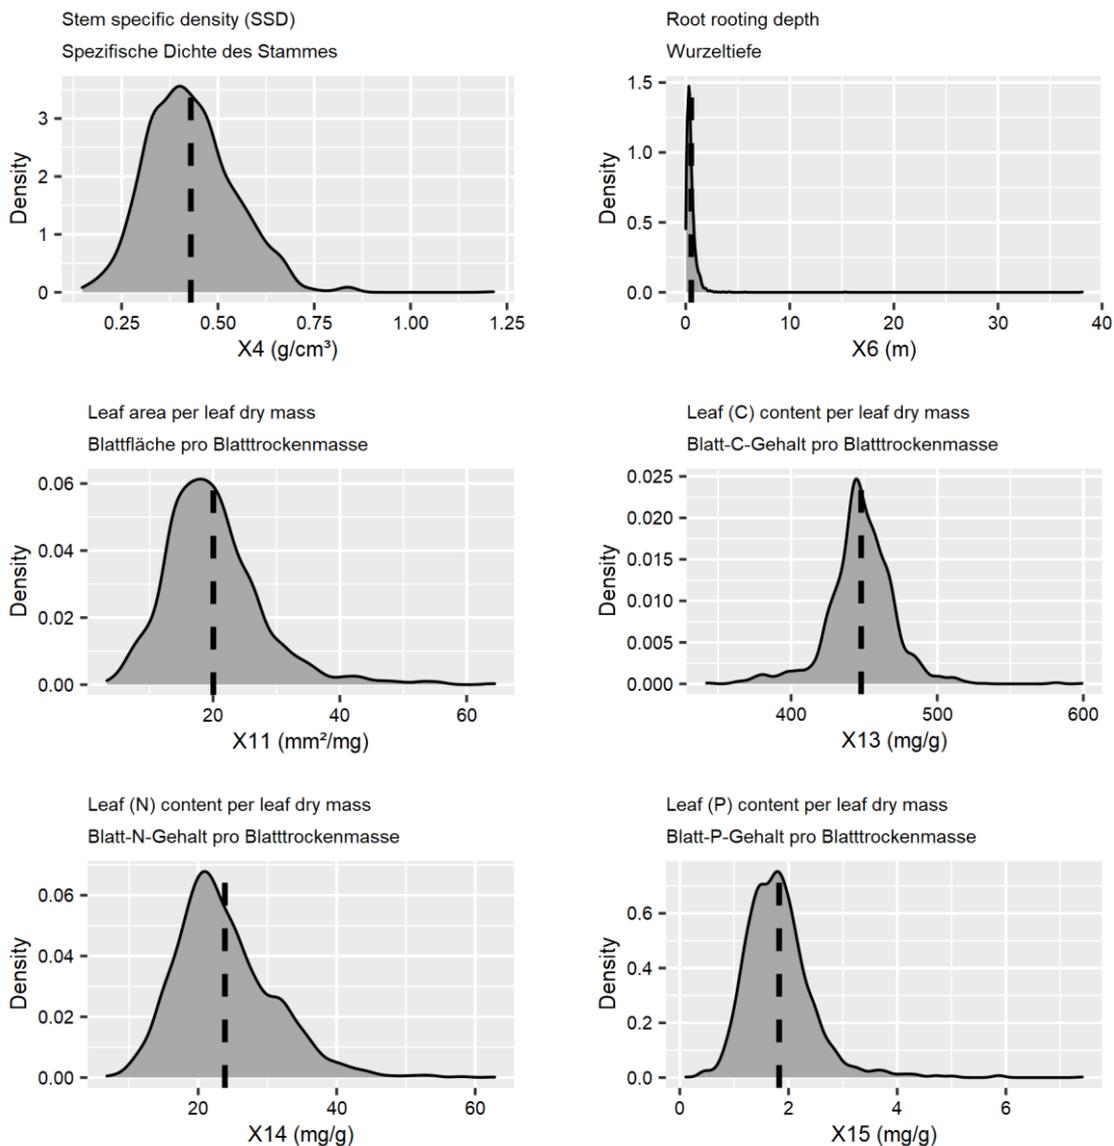 Stem specific density (SSD)
Spezifische Dichte des Stammes
Density
3
2
1
0
0.25 0.50 0.75 1.00 1.25
X4 (g/cm³)
Root rooting depth
Wurzeltiefe
Density
1.5
1.0
0.5
0.0
0 10 20 30 40
X6 (m)
Leaf area per leaf dry mass
Blattfläche pro Blatttrockenmasse
Density
0.06
0.04
0.02
0.00
20 40 60
X11 (mm²/mg)
Leaf (C) content per leaf dry mass
Blatt-C-Gehalt pro Blatttrockenmasse
Density
0.025
0.020
0.015
0.010
0.005
0.000
400 500 600
X13 (mg/g)
Leaf (N) content per leaf dry mass
Blatt-N-Gehalt pro Blatttrockenmasse
Density
0.06
0.04
0.02
0.00
20 40 60
X14 (mg/g)
Leaf (P) content per leaf dry mass
Blatt-P-Gehalt pro Blatttrockenmasse
Density
0.6
0.4
0.2
0.0
0 2 4 6
X15 (mg/g)